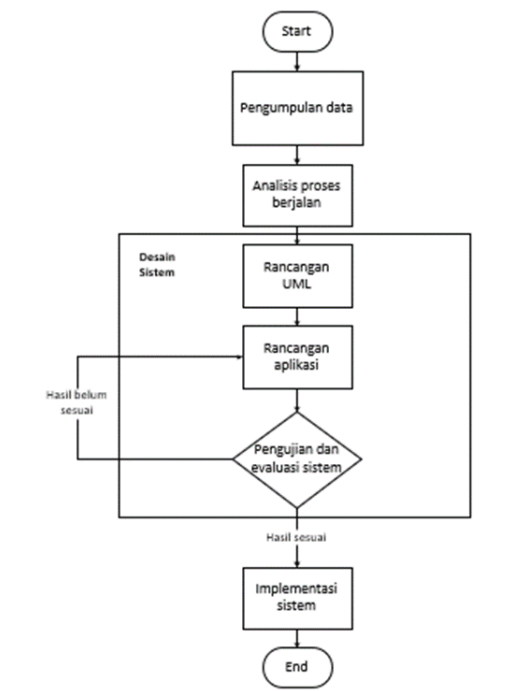 Start
Pengumpulan data
Analisis proses
berjalan
Desain
Sistem
Rancangan
UML
Rancangan
aplikasi
Hasil belum
sesuai
Pengujian dan
evaluasi sistem
Hasil sesuai
Implementasi
sistem
End